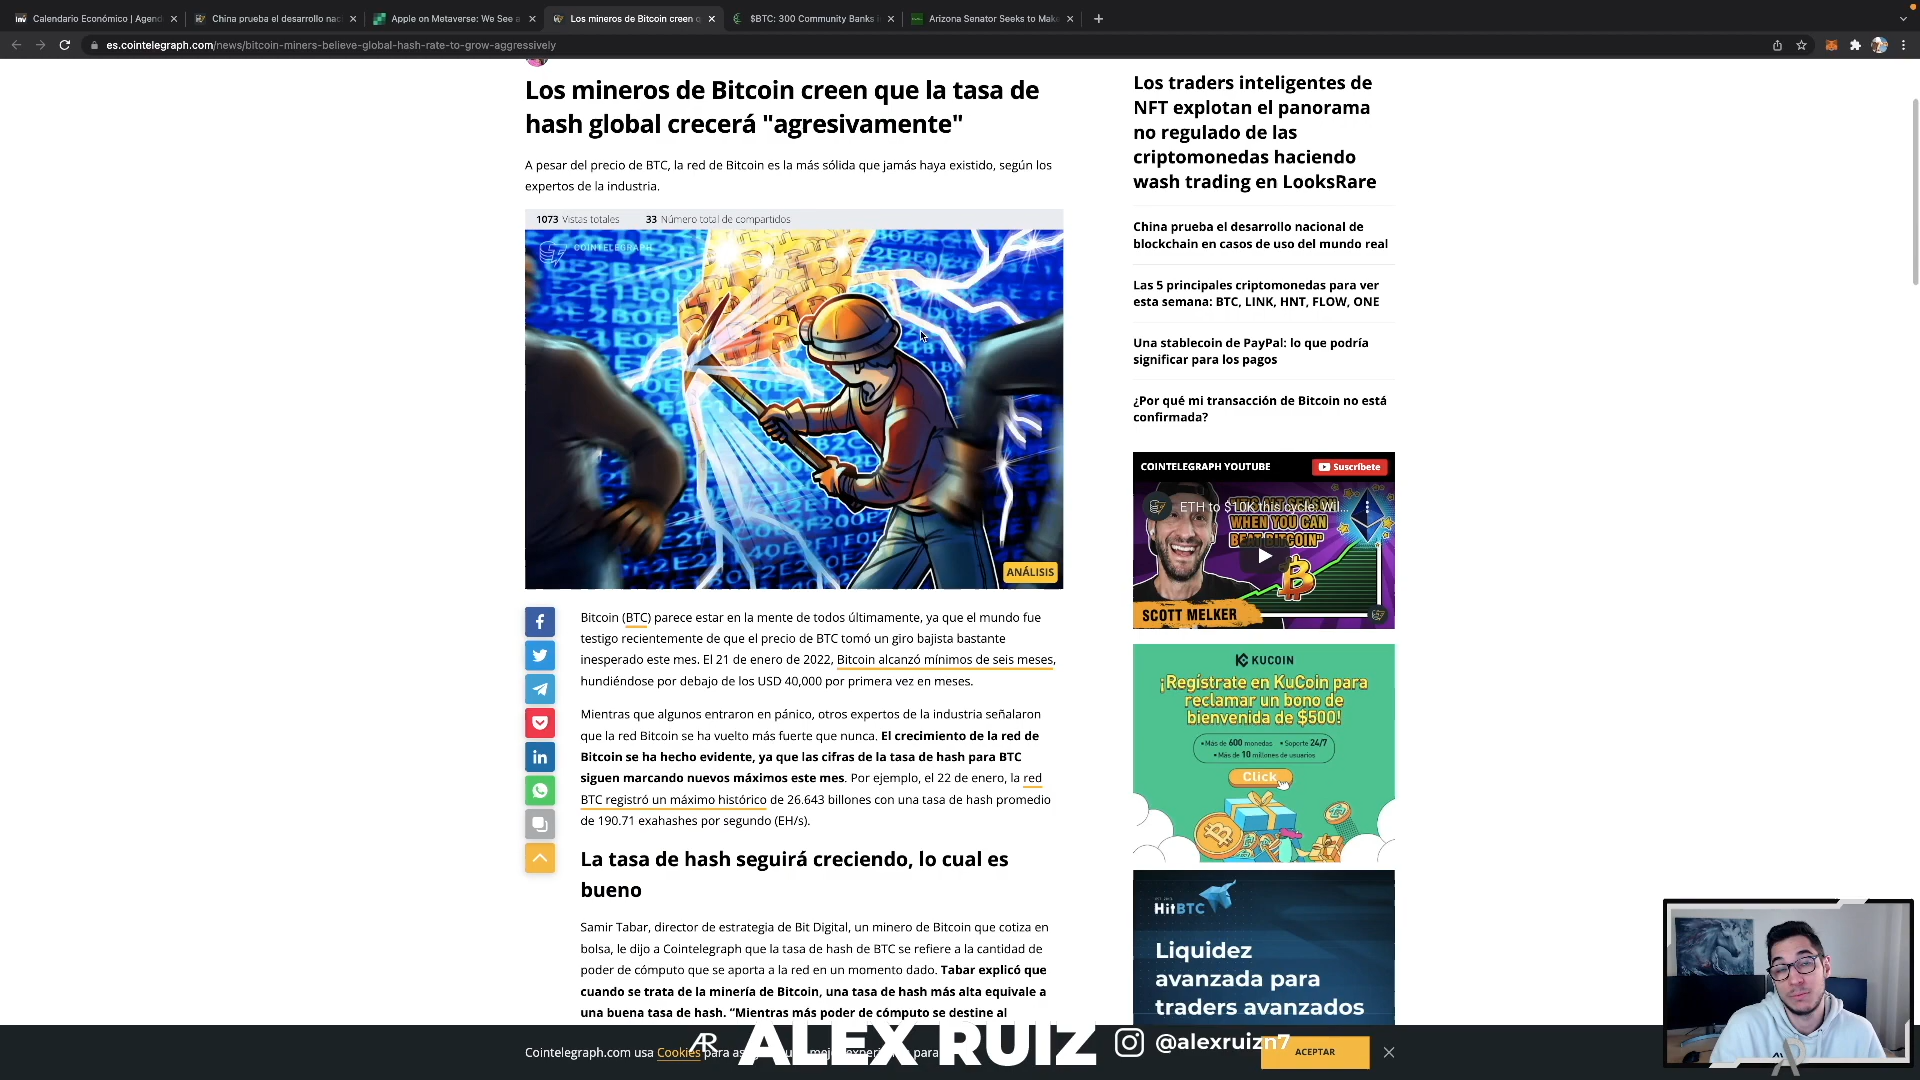 Calendario Económico | Agend
China prueba el desarrollo nac
Apple on Metaverse: We See a
Los mineros de Bitcoin creen q
$BTC: 300 Community Banks i
Arizona Senator Seeks to Make
es.cointelegraph.com/news/bitcoin-miners-believe-global-hash-rate-to-grow-aggressively
Los mineros de Bitcoin creen que la tasa de
hash global crecerá "agresivamente"
A pesar del precio de BTC, la red de Bitcoin es la más sólida que jamás haya existido, según los
expertos de la industria.
1073 Vistas totales
33 Número total de compartidos
COINTELEGRAPH
ANÁLISIS
Bitcoin (BTC) parece estar en la mente de todos últimamente, ya que el mundo fue
testigo recientemente de que el precio de BTC tomó un giro bajista bastante
inesperado este mes. El 21 de enero de 2022, Bitcoin alcanzó mínimos de seis meses,
hundiéndose por debajo de los USD 40,000 por primera vez en meses.
Mientras que algunos entraron en pánico, otros expertos de la industria señalaron
que la red Bitcoin se ha vuelto más fuerte que nunca. El crecimiento de la red de
Bitcoin se ha hecho evidente, ya que las cifras de la tasa de hash para BTC
siguen marcando nuevos máximos este mes. Por ejemplo, el 22 de enero, la red
BTC registró un máximo histórico de 26.643 billones con una tasa de hash promedio
de 190.71 exahashes por segundo (EH/s).
La tasa de hash seguirá creciendo, lo cual es
bueno
Samir Tabar, director de estrategia de Bit Digital, un minero de Bitcoin que cotiza en
bolsa, le dijo a Cointelegraph que la tasa de hash de BTC se refiere a la cantidad de
poder de cómputo que se aporta a la red en un momento dado. Tabar explicó que
cuando se trata de la minería de Bitcoin, una tasa de hash más alta equivale a
una buena tasa de hash. “Mientras más poder de cómputo se destine al
Los traders inteligentes de
NFT explotan el panorama
no regulado de las
criptomonedas haciendo
wash trading en LooksRare
China prueba el desarrollo nacional de
blockchain en casos de uso del mundo real
Las 5 principales criptomonedas para ver
esta semana: BTC, LINK, HNT, FLOW, ONE
Una stablecoin de PayPal: lo que podría
significar para los pagos
¿Por qué mi transacción de Bitcoin no está
confirmada?
COINTELEGRAPH YOUTUBE
Suscríbete
ETH to $10K this cycle: Wil...
WHEN YOU CAN
BEAT BITCOIN"
SCOTT MELKER
KUCOIN
¡Regístrate en KuCoin para
reclamar un bono de
bienvenida de $500!
• Más de 600 monedas • Soporte 24/7
• Más de 10 millones de usuarios
Click
HitBTC
Liquidez
avanzada para
traders avanzados
Cointelegraph.com usa Cookies para
ACEPTAR
AR
ALEX RUIZ
@alexruizn7